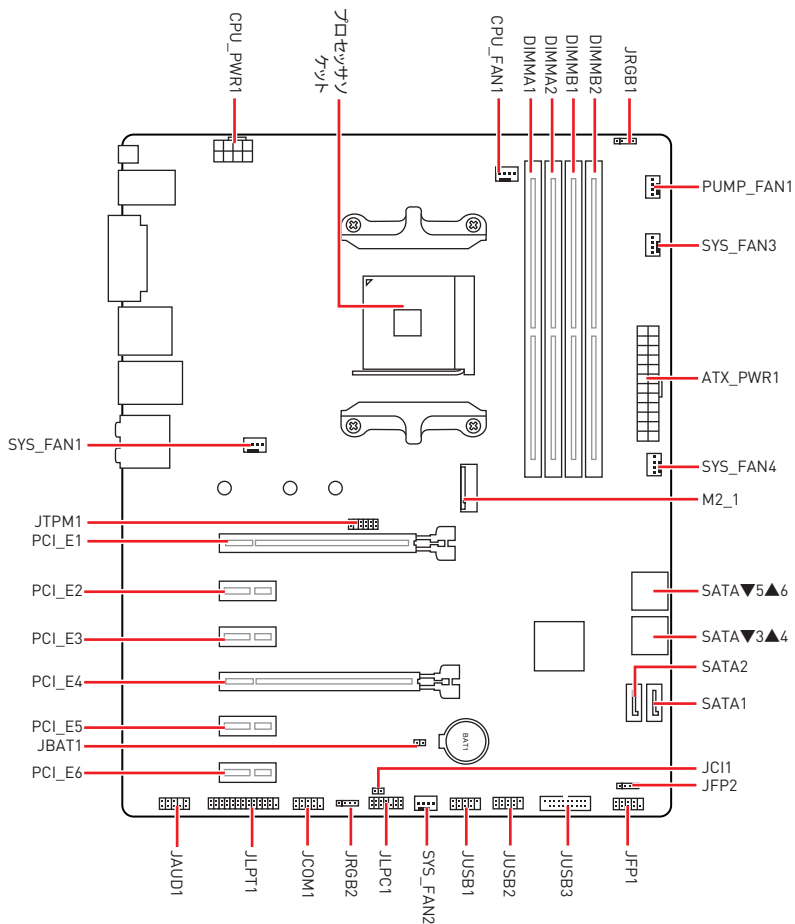 CPU_PWR1
プロセッサソ
ケット
CPU_FAN1
DIMMA1
DIMMA2
DIMMB1
DIMMB2
JRGB1
PUMP_FAN1
SYS_FAN3
ATX_PWR1
SYS_FAN1
SYS_FAN4
M2_1
JTPM1
PCI_E1
PCI_E2
SATA▼5▲6
PCI_E3
SATA▼3▲4
SATA2
PCI_E4
SATA1
PCI_E5
JBAT1
BAT1
PCI_E6
JCI1
JFP2
JAUD1
JLPT1
JCOM1
JRGB2
JLPC1
SYS_FAN2
JUSB1
JUSB2
JUSB3
JFP1